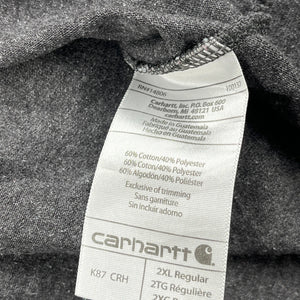 RN#14806
Carhartt, Inc. P.O. Box 600
Dearborn, MI 48121 USA
carhartt.com
Made in Guatemala
Fabriqué au Guatemala
Hecho en Guatemala
60% Cotton/40% Polyester
60% Coton/40% Polyester
60% Algodón/40% Poliéster
Exclusive of trimming
Sans garniture
Sin incluir adorno
carhartt
K87 CRH
2XL Regular
2TG Régulière